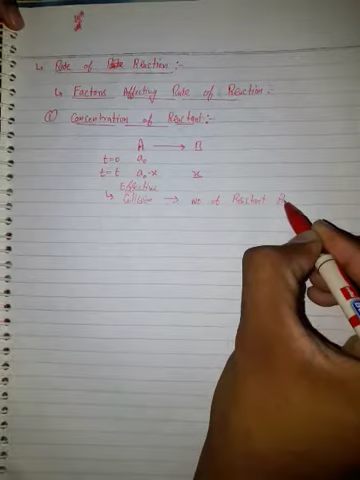 ↳ Rate of Reaction :-
↳ Factors Affecting Rate of Reaction :-
(1) Concentration of Reactant :-
A → B
t=0 a₀
t=t a₀-x x
Effective
↳ Collision → no of Reactant